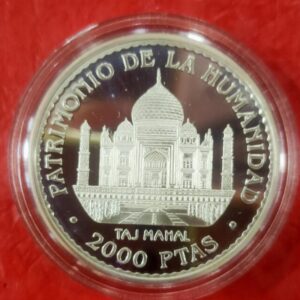 PATRIMONIO DE LA HUMANIDAD
TAJ MAHAL
2000 PTAS